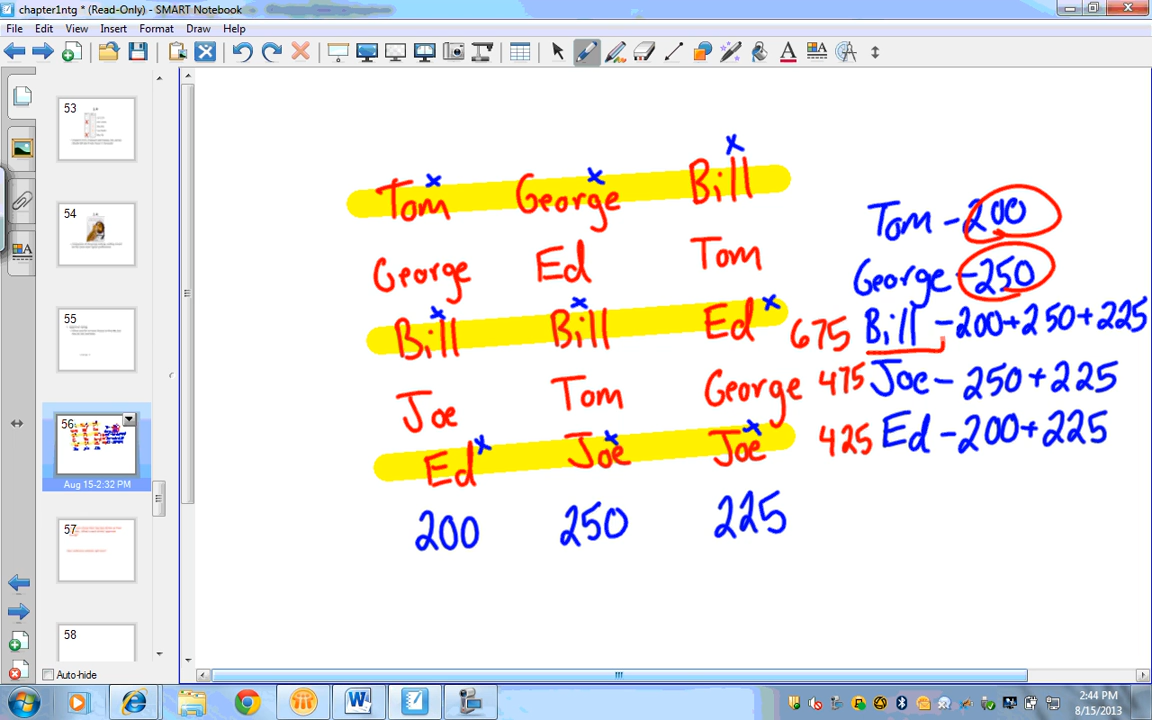 chapter1ntg * (Read-Only) - SMART Notebook
File Edit View Insert Format Draw Help
53
54
55
56
Aug 15-2:32 PM
57
58
Auto-hide
Tom x George x Bill x
George Ed Tom
Bill x Bill x Ed x
Joe Tom George
Ed x Joe x Joe x
200 250 225
Tom - 200
George - 250
675 Bill - 200+250+225
475 Joe - 250+225
425 Ed - 200+225
2:44 PM
8/15/2013